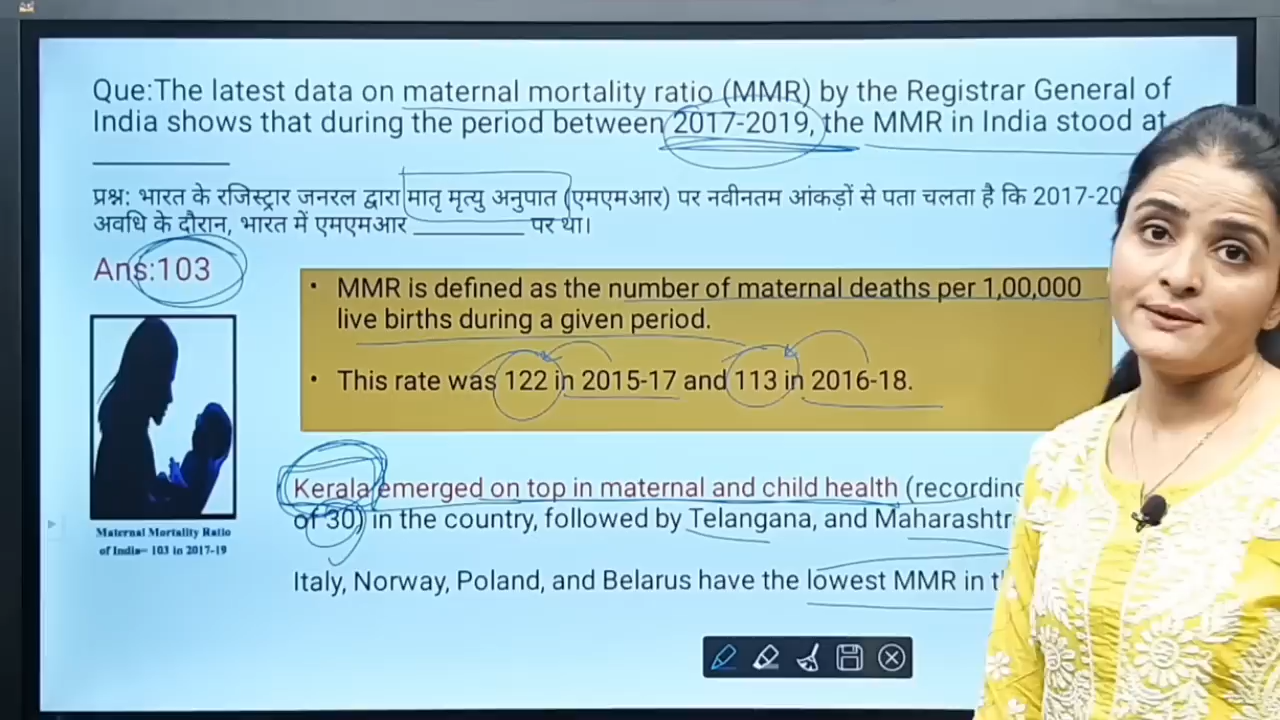 Que:The latest data on maternal mortality ratio (MMR) by the Registrar General of
India shows that during the period between 2017-2019, the MMR in India stood at
____________
प्रश्न: भारत के रजिस्ट्रार जनरल द्वारा मातृ मृत्यु अनुपात (एमएमआर) पर नवीनतम आंकड़ों से पता चलता है कि 2017-20
अवधि के दौरान, भारत में एमएमआर __________ पर था।
Ans:103
• MMR is defined as the number of maternal deaths per 1,00,000
live births during a given period.
• This rate was 122 in 2015-17 and 113 in 2016-18.
Maternal Mortality Ratio
of India= 103 in 2017-19
Kerala emerged on top in maternal and child health (recording
of 30) in the country, followed by Telangana, and
Italy, Norway, Poland, and Belarus have the lowest MMR in